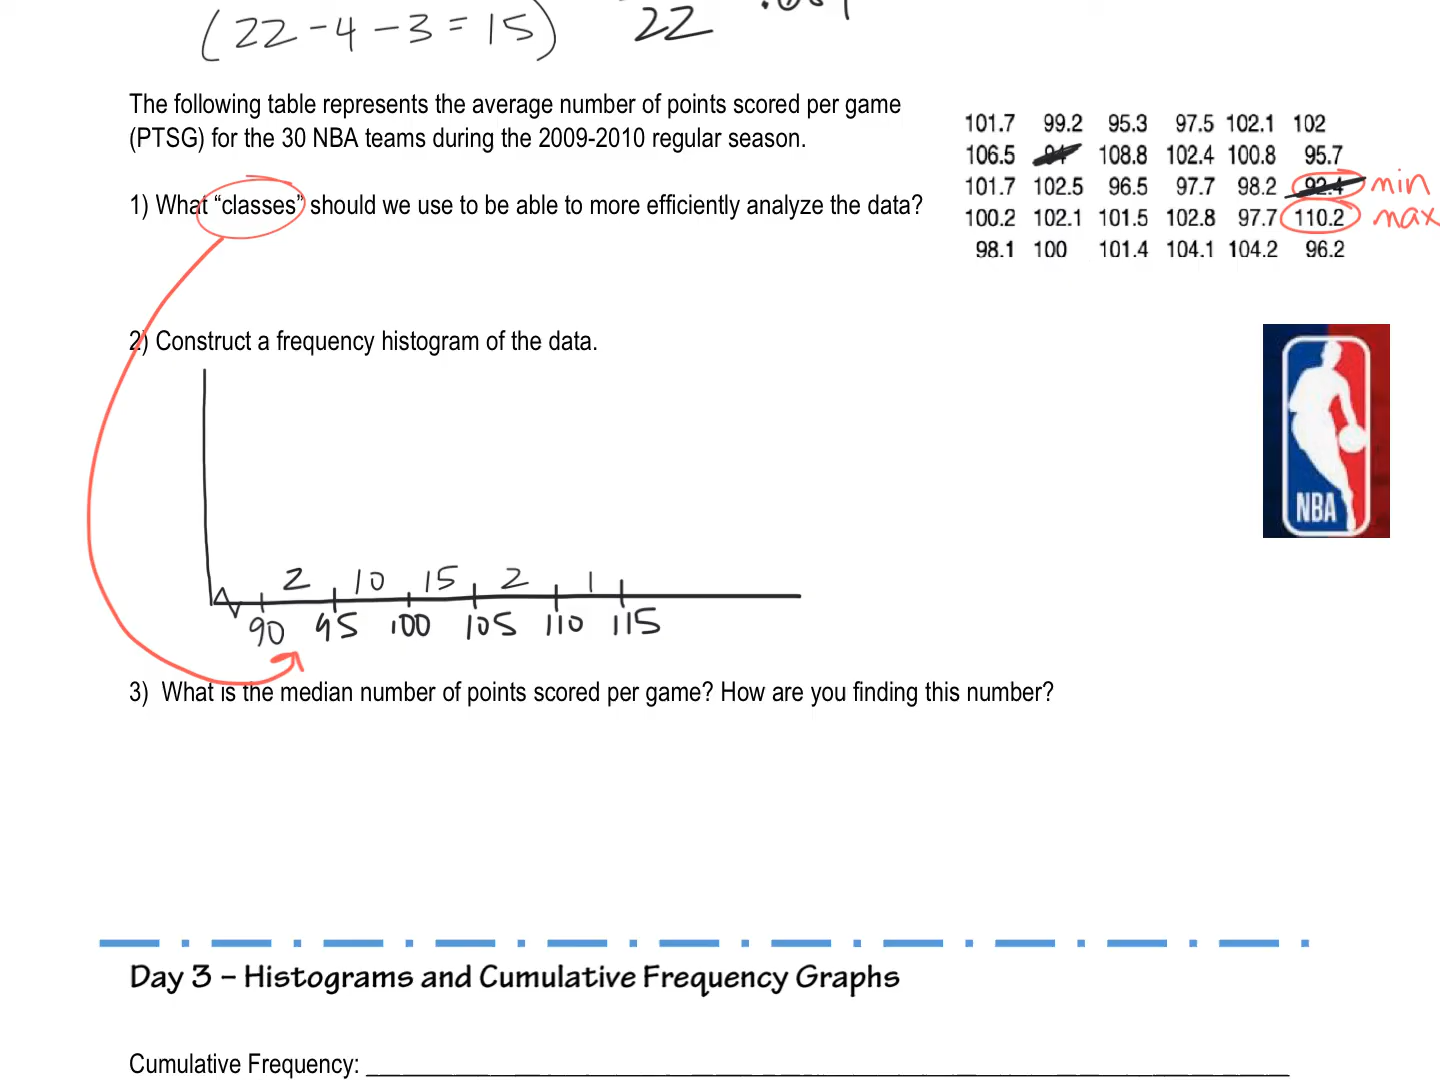 (22 - 4 - 3 = 15)
22
The following table represents the average number of points scored per game
(PTSG) for the 30 NBA teams during the 2009-2010 regular season.
101.7 99.2 95.3 97.5 102.1 102
106.5 94 108.8 102.4 100.8 95.7
101.7 102.5 96.5 97.7 98.2 92.4 min
100.2 102.1 101.5 102.8 97.7 110.2 max
98.1 100 101.4 104.1 104.2 96.2
1) What “classes” should we use to be able to more efficiently analyze the data?
2) Construct a frequency histogram of the data.
NBA
2 10 15 2 1
90 95 100 105 110 115
3) What is the median number of points scored per game? How are you finding this number?
Day 3 – Histograms and Cumulative Frequency Graphs
Cumulative Frequency: